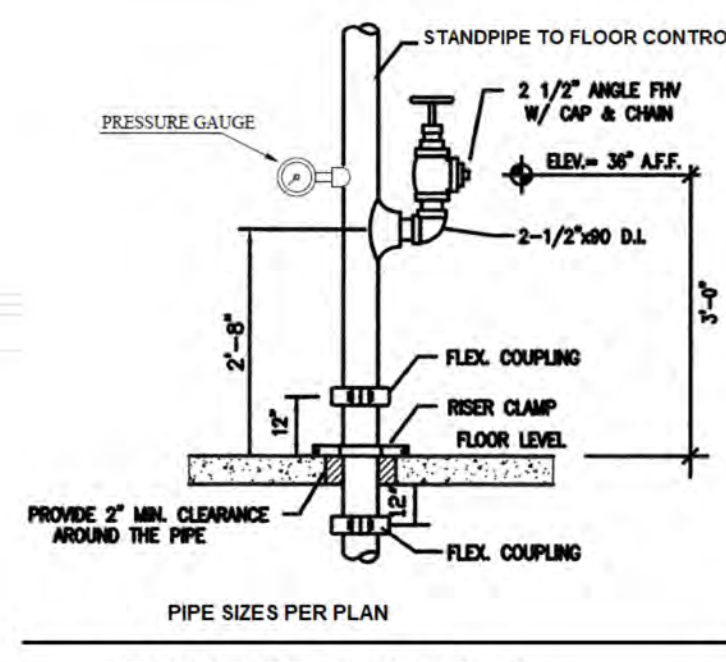 STANDPIPE TO FLOOR CONTRO
2 1/2" ANGLE FHV
W/ CAP & CHAIN
PRESSURE GAUGE
ELEV.= 36" A.F.F.
2-1/2"x90 D.I.
3'-0"
2'-8"
FLEX. COUPLING
12"
RISER CLAMP
FLOOR LEVEL
12"
PROVIDE 2" MIN. CLEARANCE
AROUND THE PIPE
FLEX. COUPLING
PIPE SIZES PER PLAN